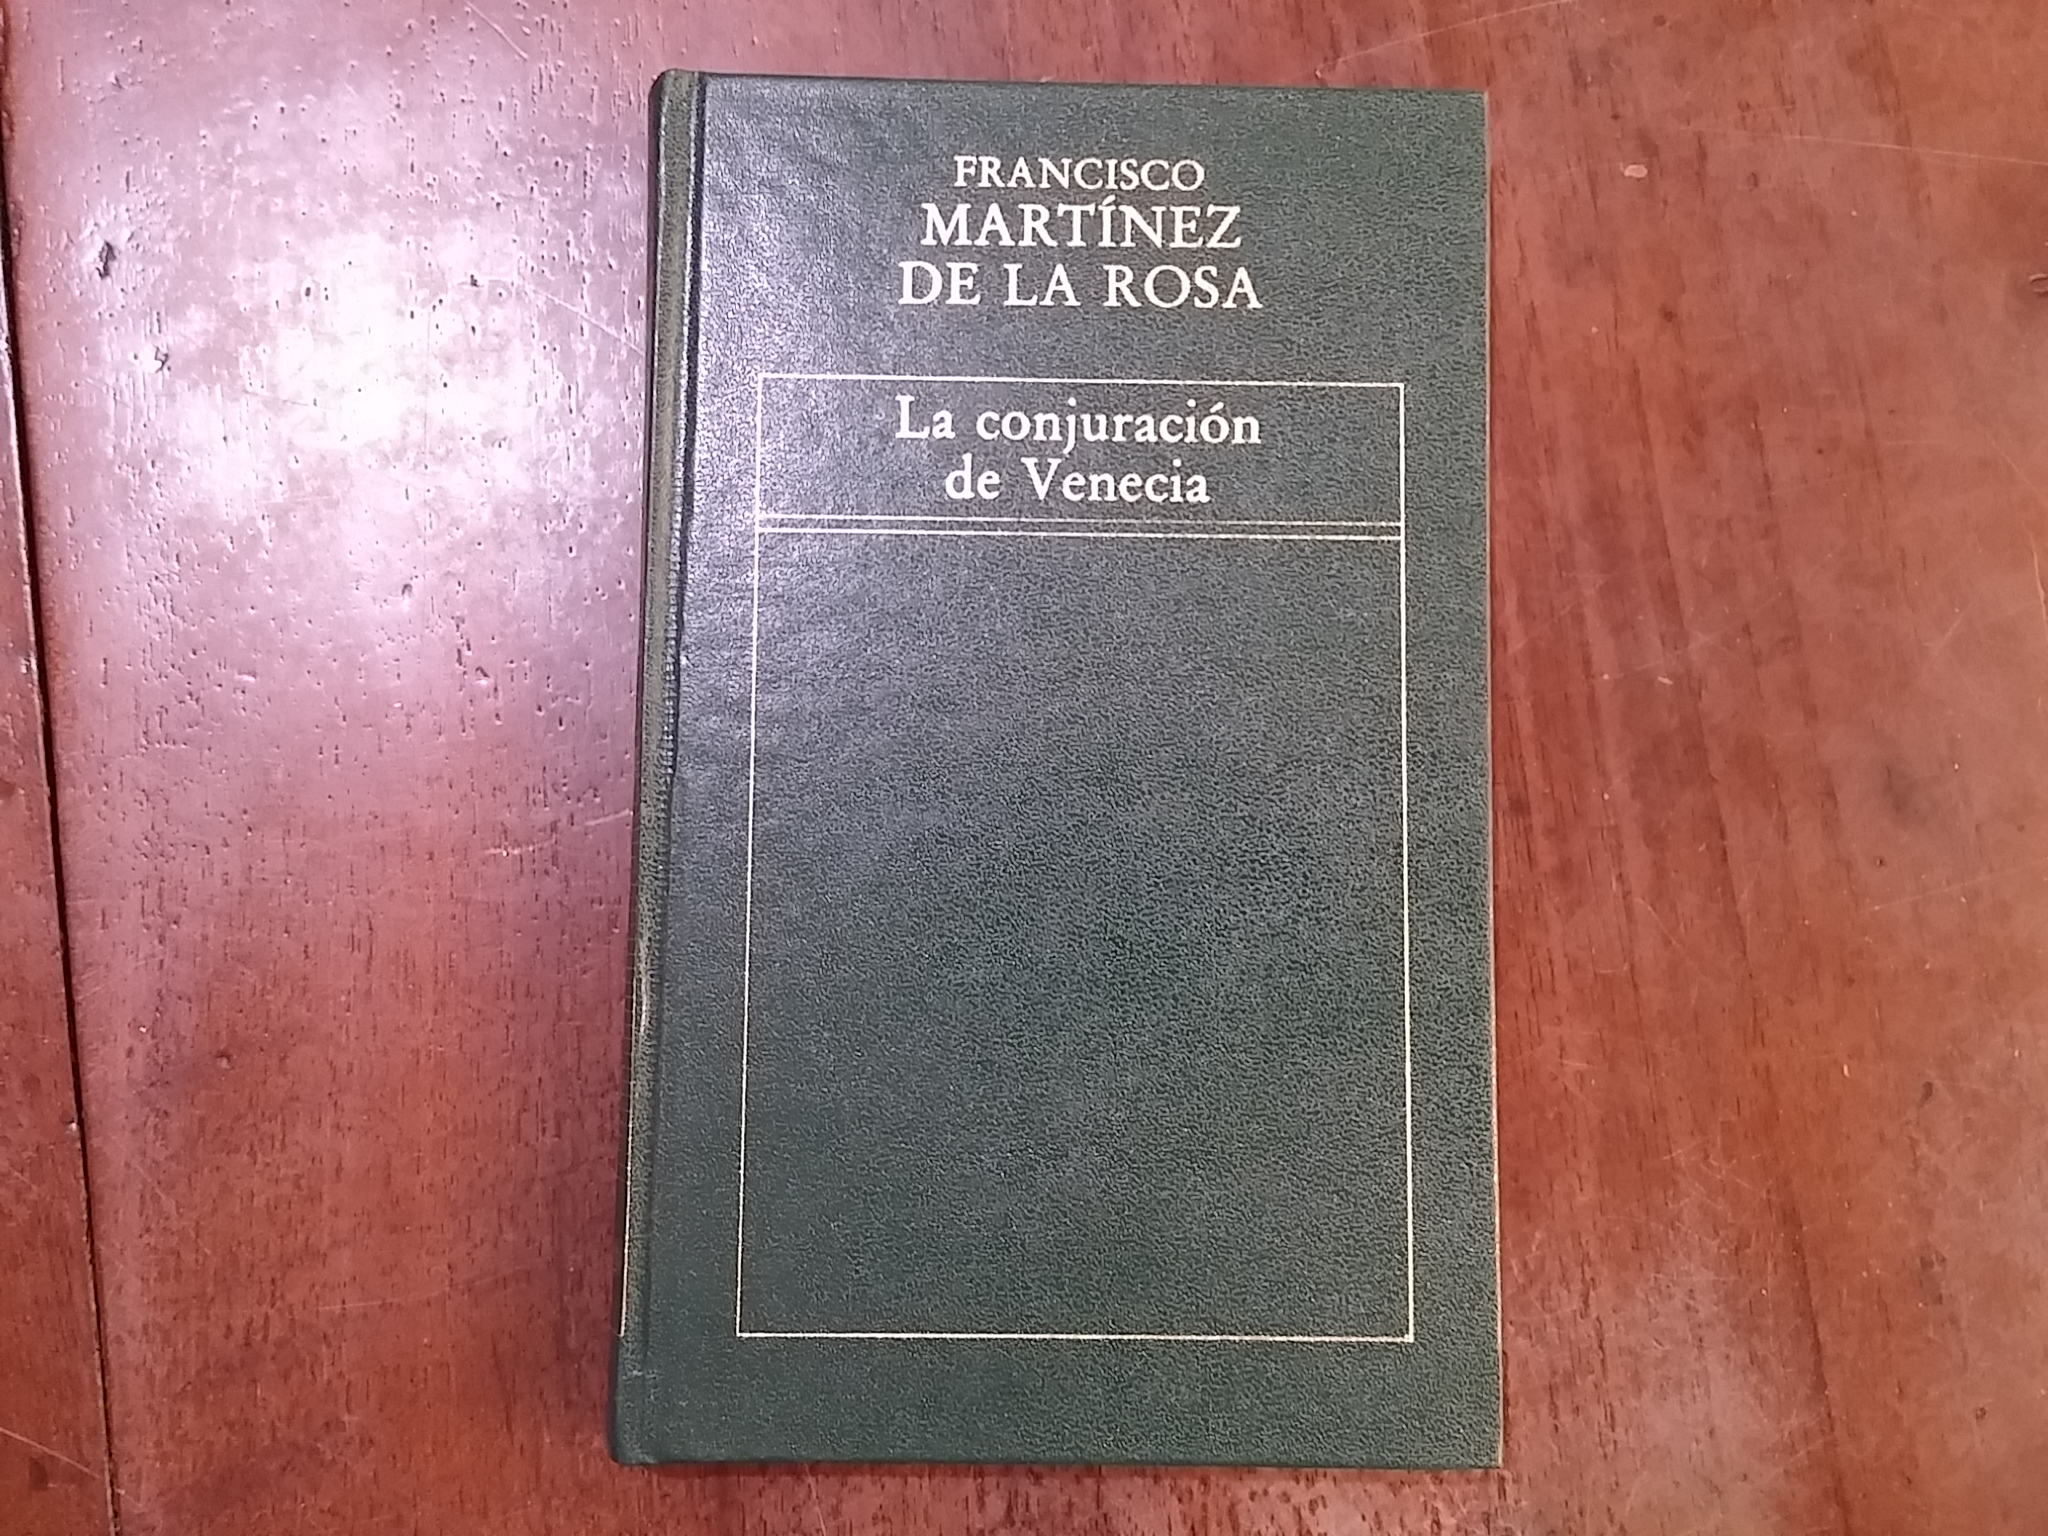 FRANCISCO
MARTÍNEZ
DE LA ROSA
La conjuración
de Venecia